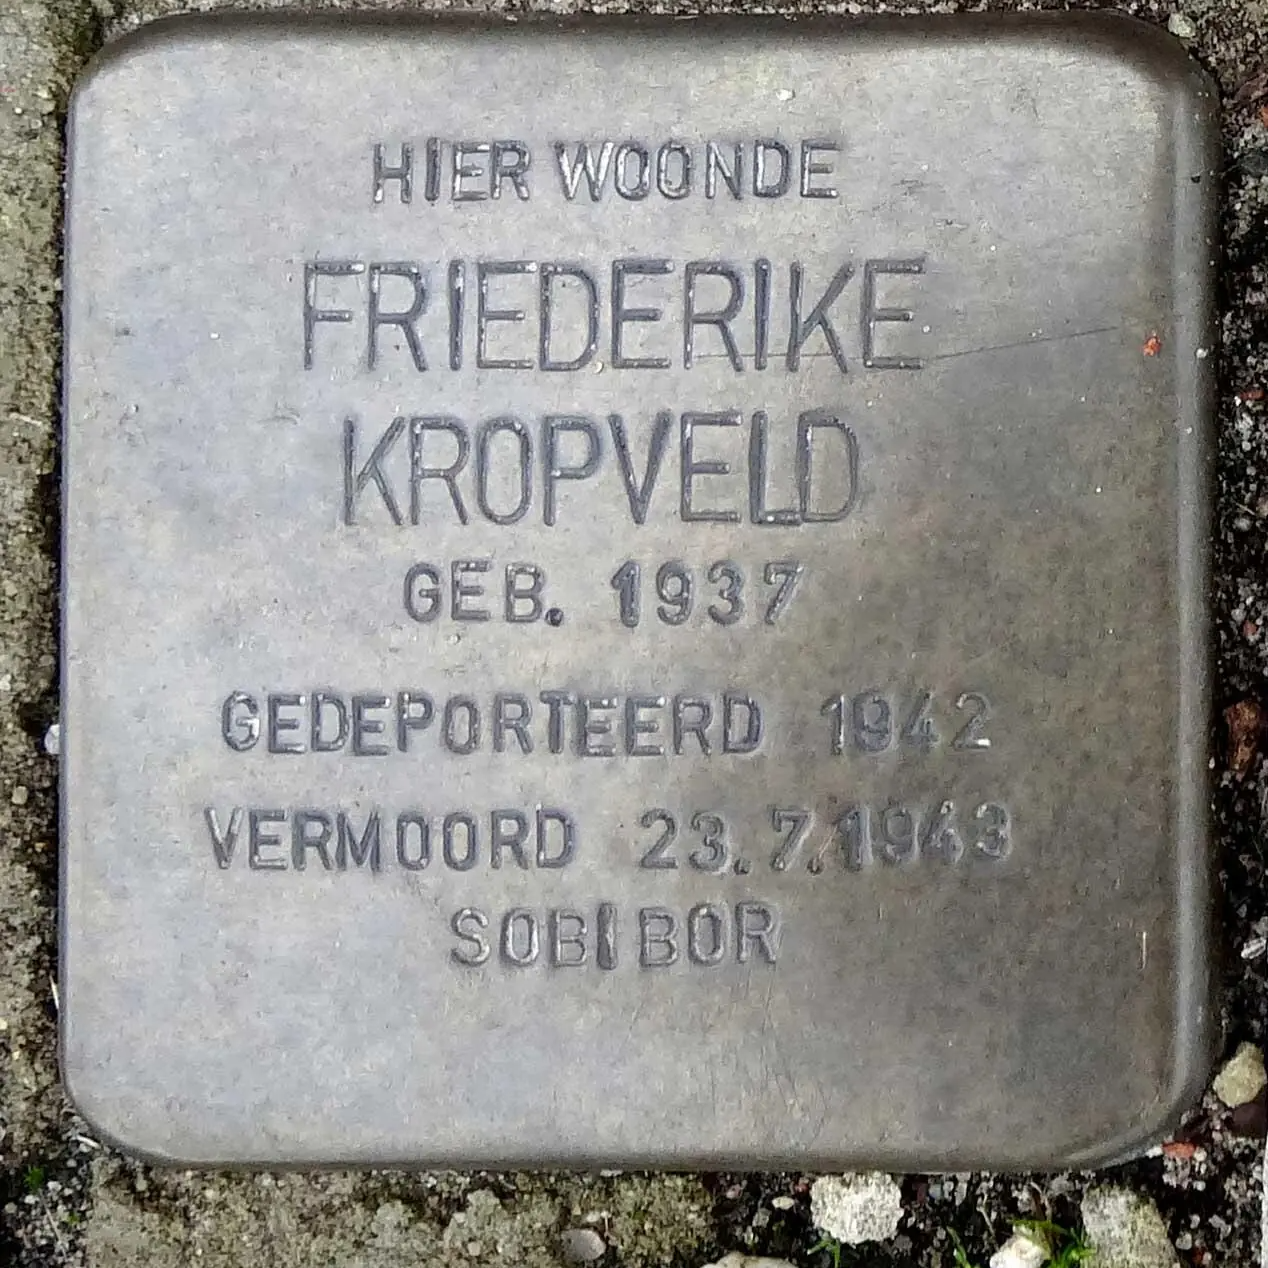 HIER WOONDE
FRIEDERIKE
KROPVELD
GEB. 1937
GEDEPORTEERD 1942
VERMOORD 23.7.1943
SOBIBOR